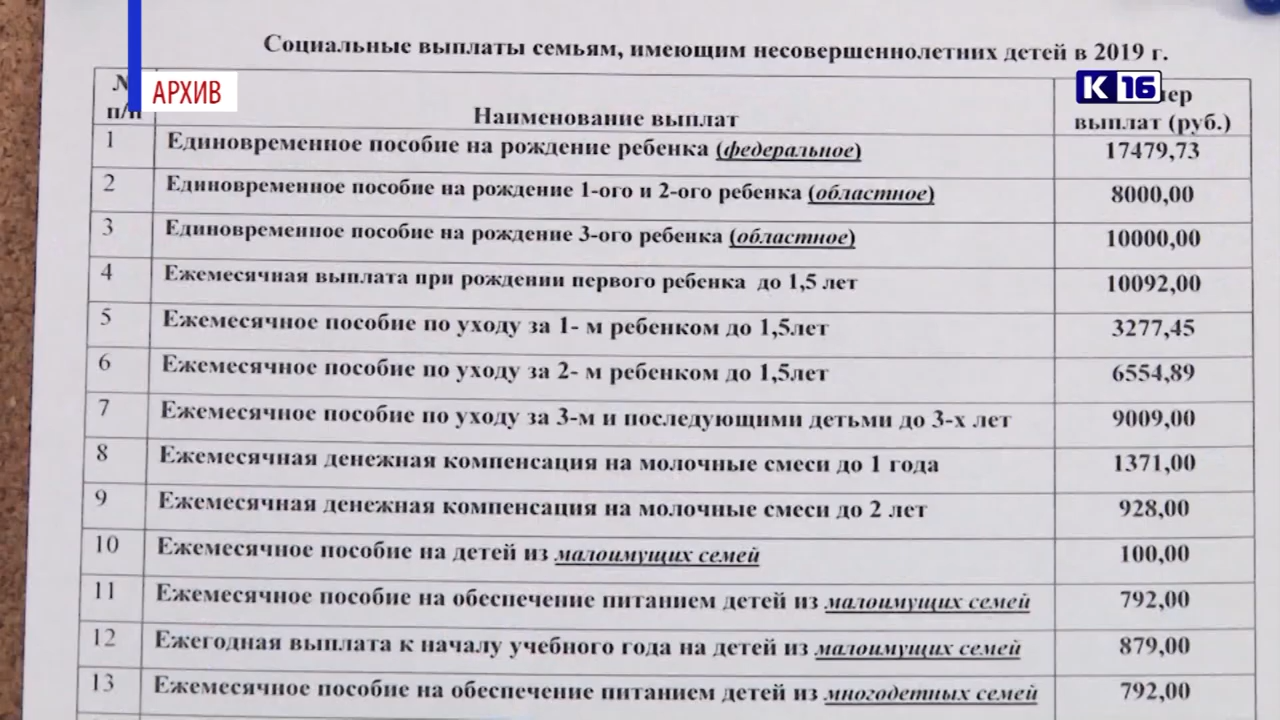 Социальные выплаты семьям, имеющим несовершеннолетних детей в 2019 г.
АРХИВ
К 16
п/п Наименование выплат выплат (руб.)
1 Единовременное пособие на рождение ребенка (федеральное) 17479,73
2 Единовременное пособие на рождение 1-ого и 2-ого ребенка (областное) 8000,00
3 Единовременное пособие на рождение 3-ого ребенка (областное) 10000,00
4 Ежемесячная выплата при рождении первого ребенка до 1,5 лет 10092,00
5 Ежемесячное пособие по уходу за 1- м ребенком до 1,5лет 3277,45
6 Ежемесячное пособие по уходу за 2- м ребенком до 1,5лет 6554,89
7 Ежемесячное пособие по уходу за 3-м и последующими детьми до 3-х лет 9009,00
8 Ежемесячная денежная компенсация на молочные смеси до 1 года 1371,00
9 Ежемесячная денежная компенсация на молочные смеси до 2 лет 928,00
10 Ежемесячное пособие на детей из малоимущих семей 100,00
11 Ежемесячное пособие на обеспечение питанием детей из малоимущих семей 792,00
12 Ежегодная выплата к началу учебного года на детей из малоимущих семей 879,00
13 Ежемесячное пособие на обеспечение питанием детей из многодетных семей 792,00